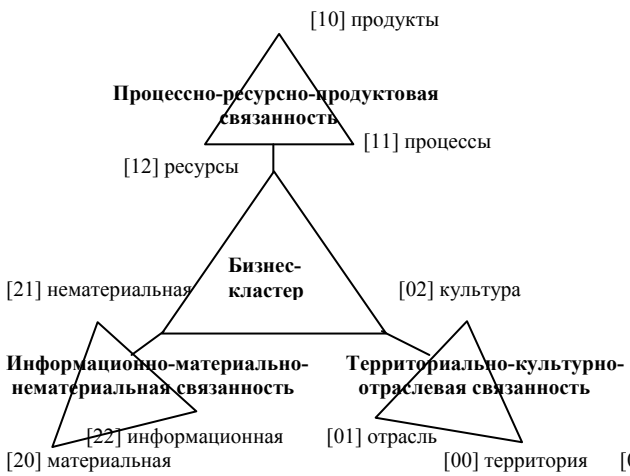 [10] продукты
Процессно-ресурсно-продуктовая
связанность
[11] процессы
[12] ресурсы
Бизнес-
кластер
[21] нематериальная
[02] культура
Информационно-материально-
нематериальная связанность
Территориально-культурно-
отраслевая связанность
[22] информационная
[01] отрасль
[20] материальная
[00] территория